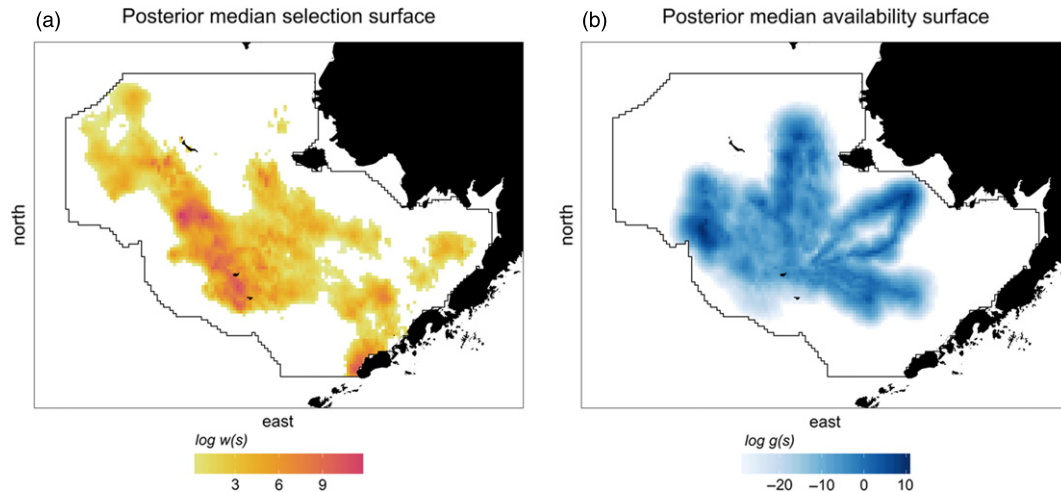 (a)
Posterior median selection surface
north
east
log w(s)
3 6 9
(b)
Posterior median availability surface
north
east
log g(s)
−20 −10 0 10